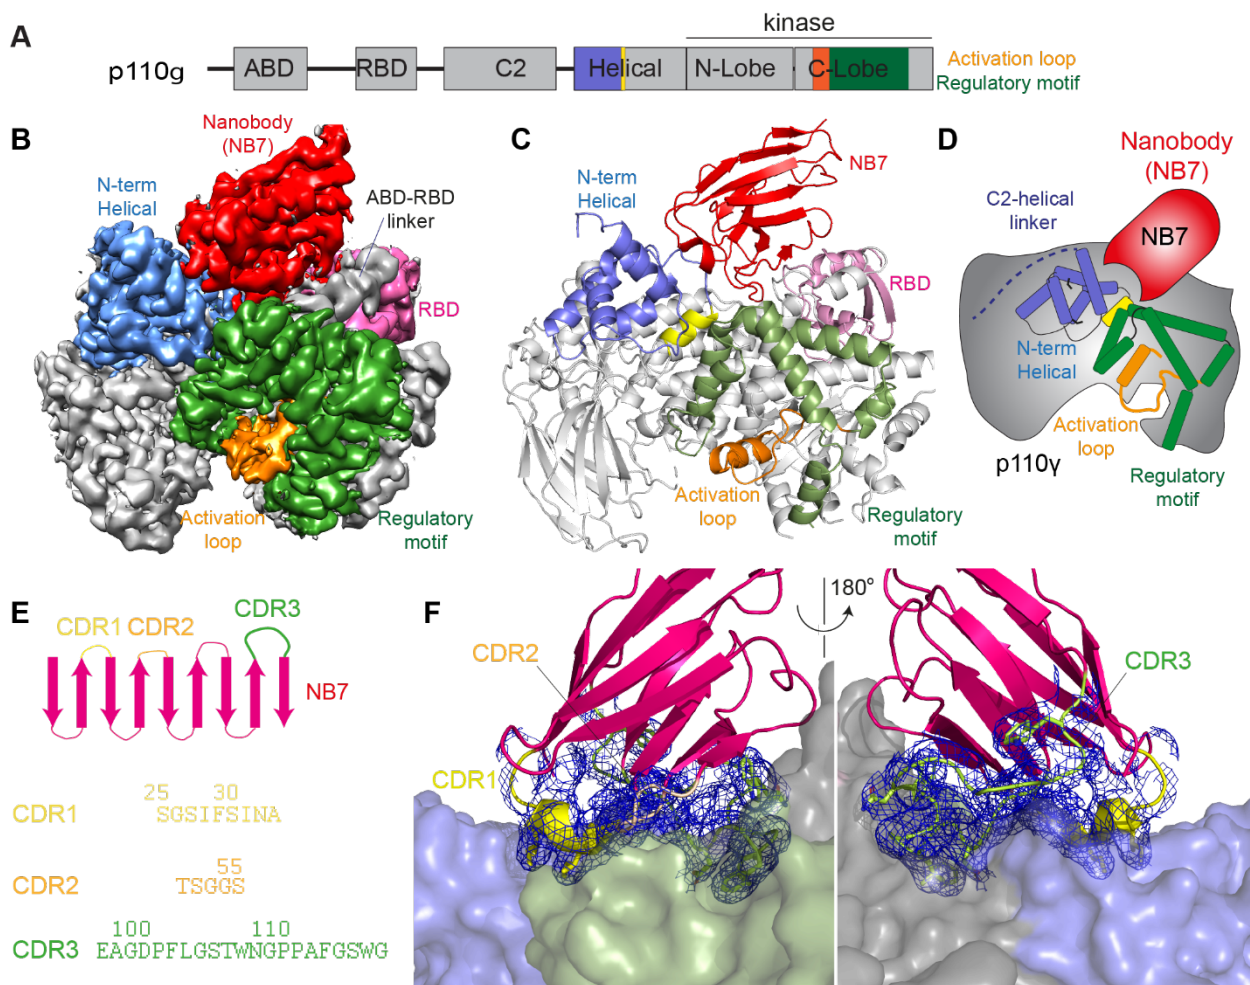 A
kinase
p110g
ABD
RBD
C2
Helical
N-Lobe
C-Lobe
Activation loop
Regulatory motif
B
Nanobody
(NB7)
N-term
Helical
ABD-RBD
linker
RBD
Activation
loop
Regulatory
motif
C
NB7
N-term
Helical
RBD
Activation
loop
Regulatory
motif
D
Nanobody
(NB7)
C2-helical
linker
NB7
N-term
Helical
Activation
loop
p110γ
Regulatory
motif
E
CDR3
CDR1 CDR2
NB7
25 30
CDR1 SGSIFSINA
55
CDR2 TSGGS
100 110
CDR3 EAGDPFLGSTWNGPPAFGSWG
F
180°
CDR2
CDR3
CDR1